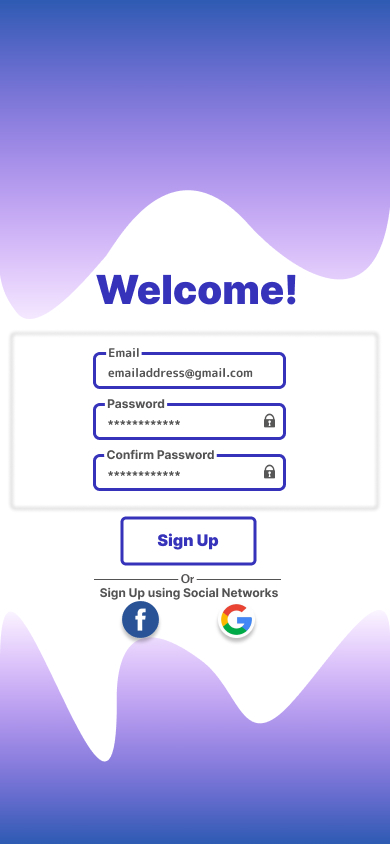 Welcome!
Email
emailaddress@gmail.com
Password
************
Confirm Password
************
Sign Up
Or
Sign Up using Social Networks
f
G